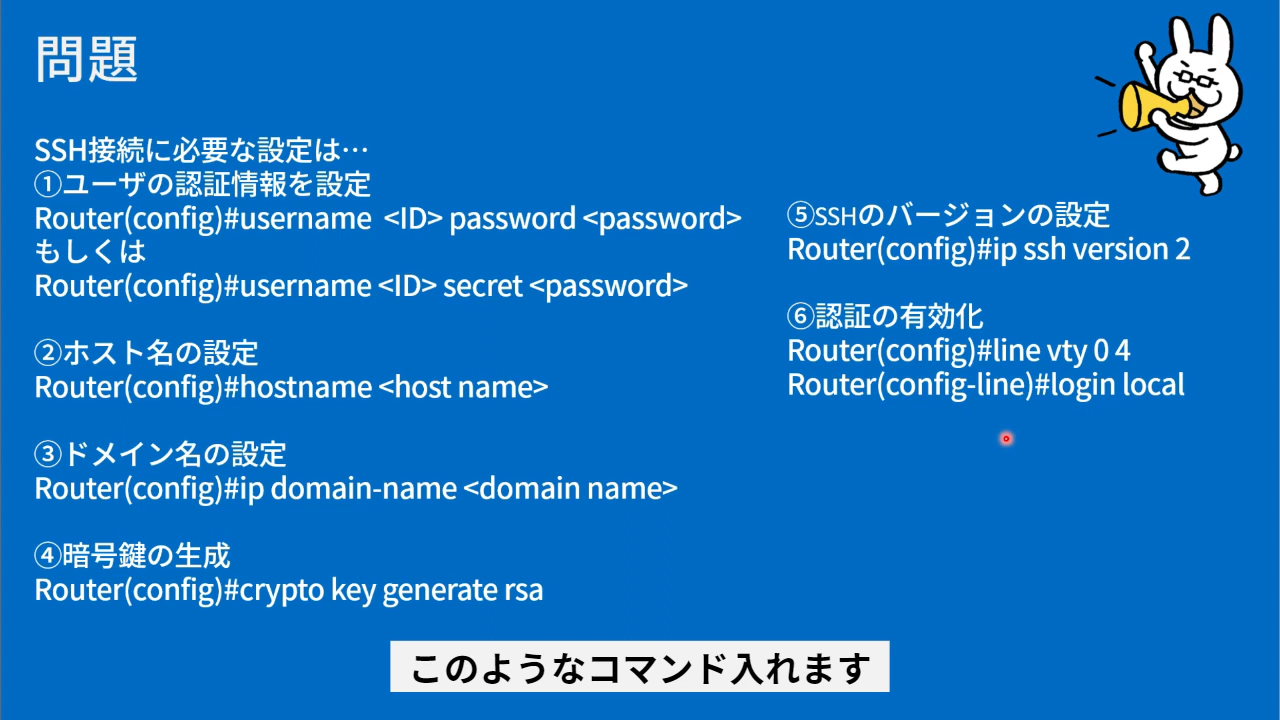 問題
SSH接続に必要な設定は…
①ユーザの認証情報を設定
Router(config)#username <ID> password <password>
もしくは
Router(config)#username <ID> secret <password>
②ホスト名の設定
Router(config)#hostname <host name>
③ドメイン名の設定
Router(config)#ip domain-name <domain name>
④暗号鍵の生成
Router(config)#crypto key generate rsa
⑤SSHのバージョンの設定
Router(config)#ip ssh version 2
⑥認証の有効化
Router(config)#line vty 0 4
Router(config-line)#login local
このようなコマンド入れます